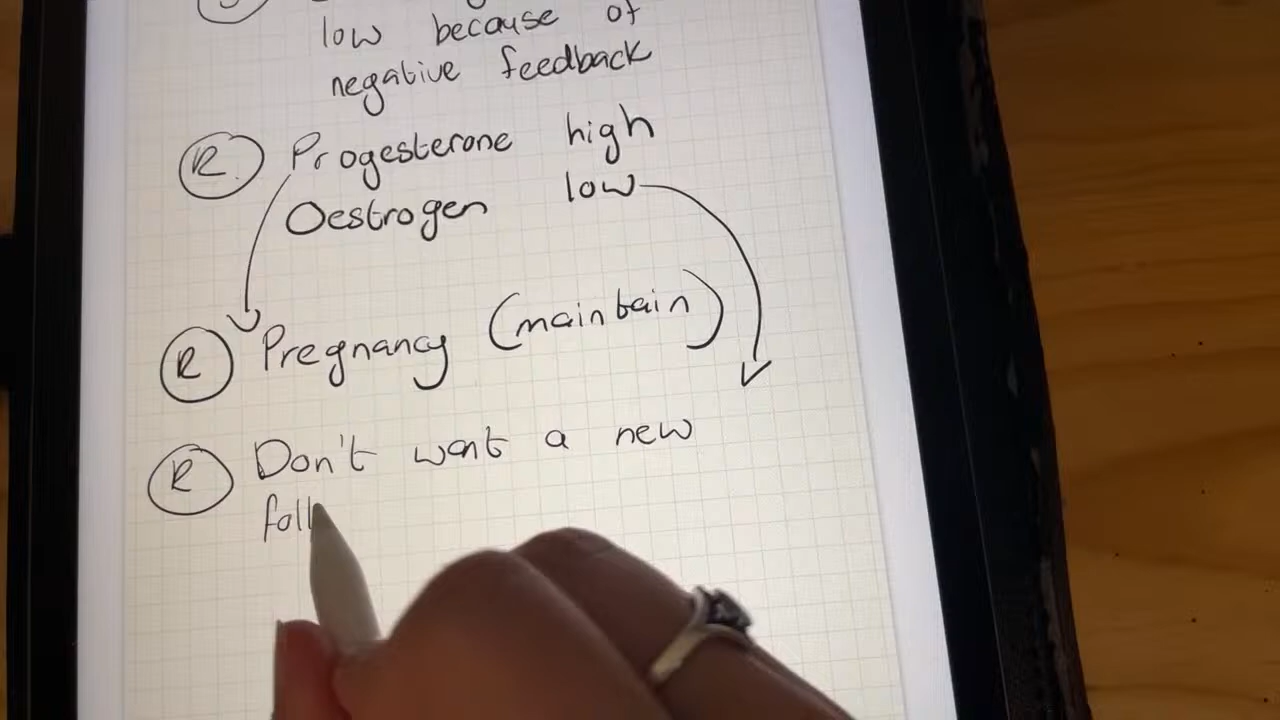 low because of
negative feedback
R Progesterone high
Oestrogen low
R Pregnancy (maintain)
R Don't want a new
foll